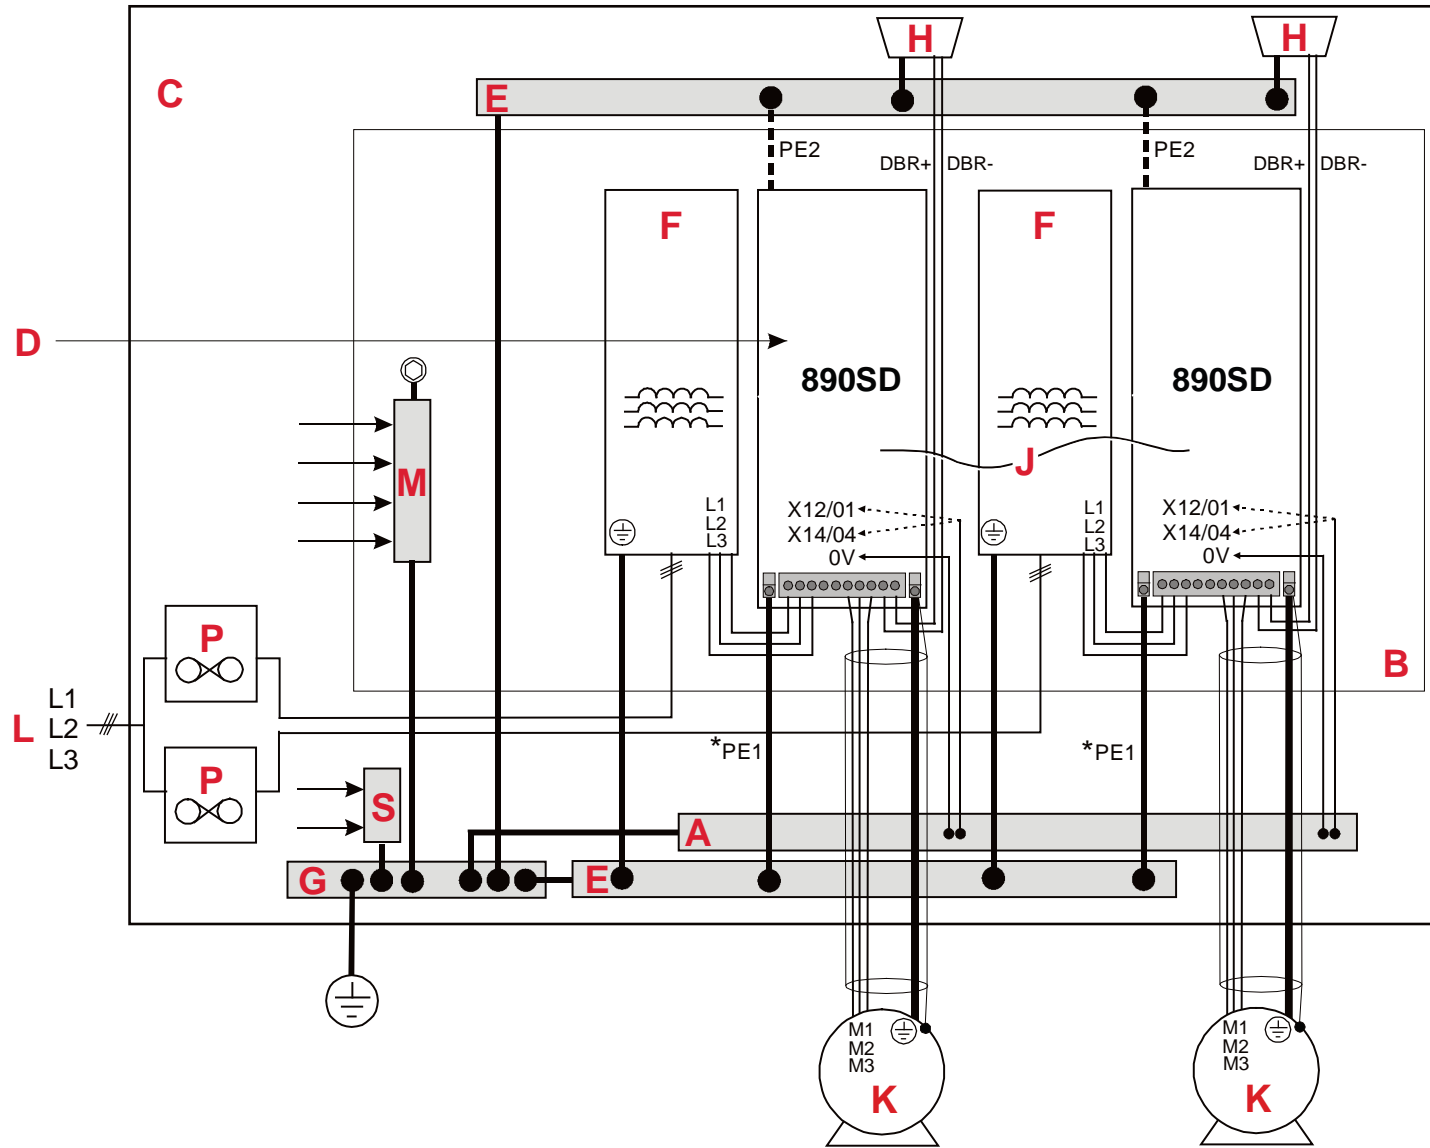 H
H
C
E
PE2
DBR+
DBR-
PE2
DBR+
DBR-
F
F
D
890SD
890SD
M
J
L1
L2
L3
X12/01
X14/04
0V
L1
L2
L3
X12/01
X14/04
0V
P
B
L
L1
L2
L3
*PE1
*PE1
P
S
A
G
E
M1
M2
M3
K
M1
M2
M3
K